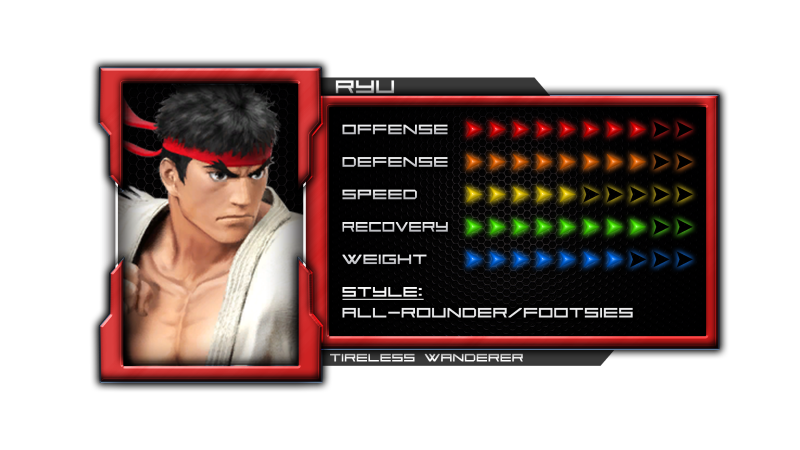 RYU
OFFENSE
DEFENSE
SPEED
RECOVERY
WEIGHT
STYLE:
ALL-ROUNDER/FOOTSIES
TIRELESS WANDERER